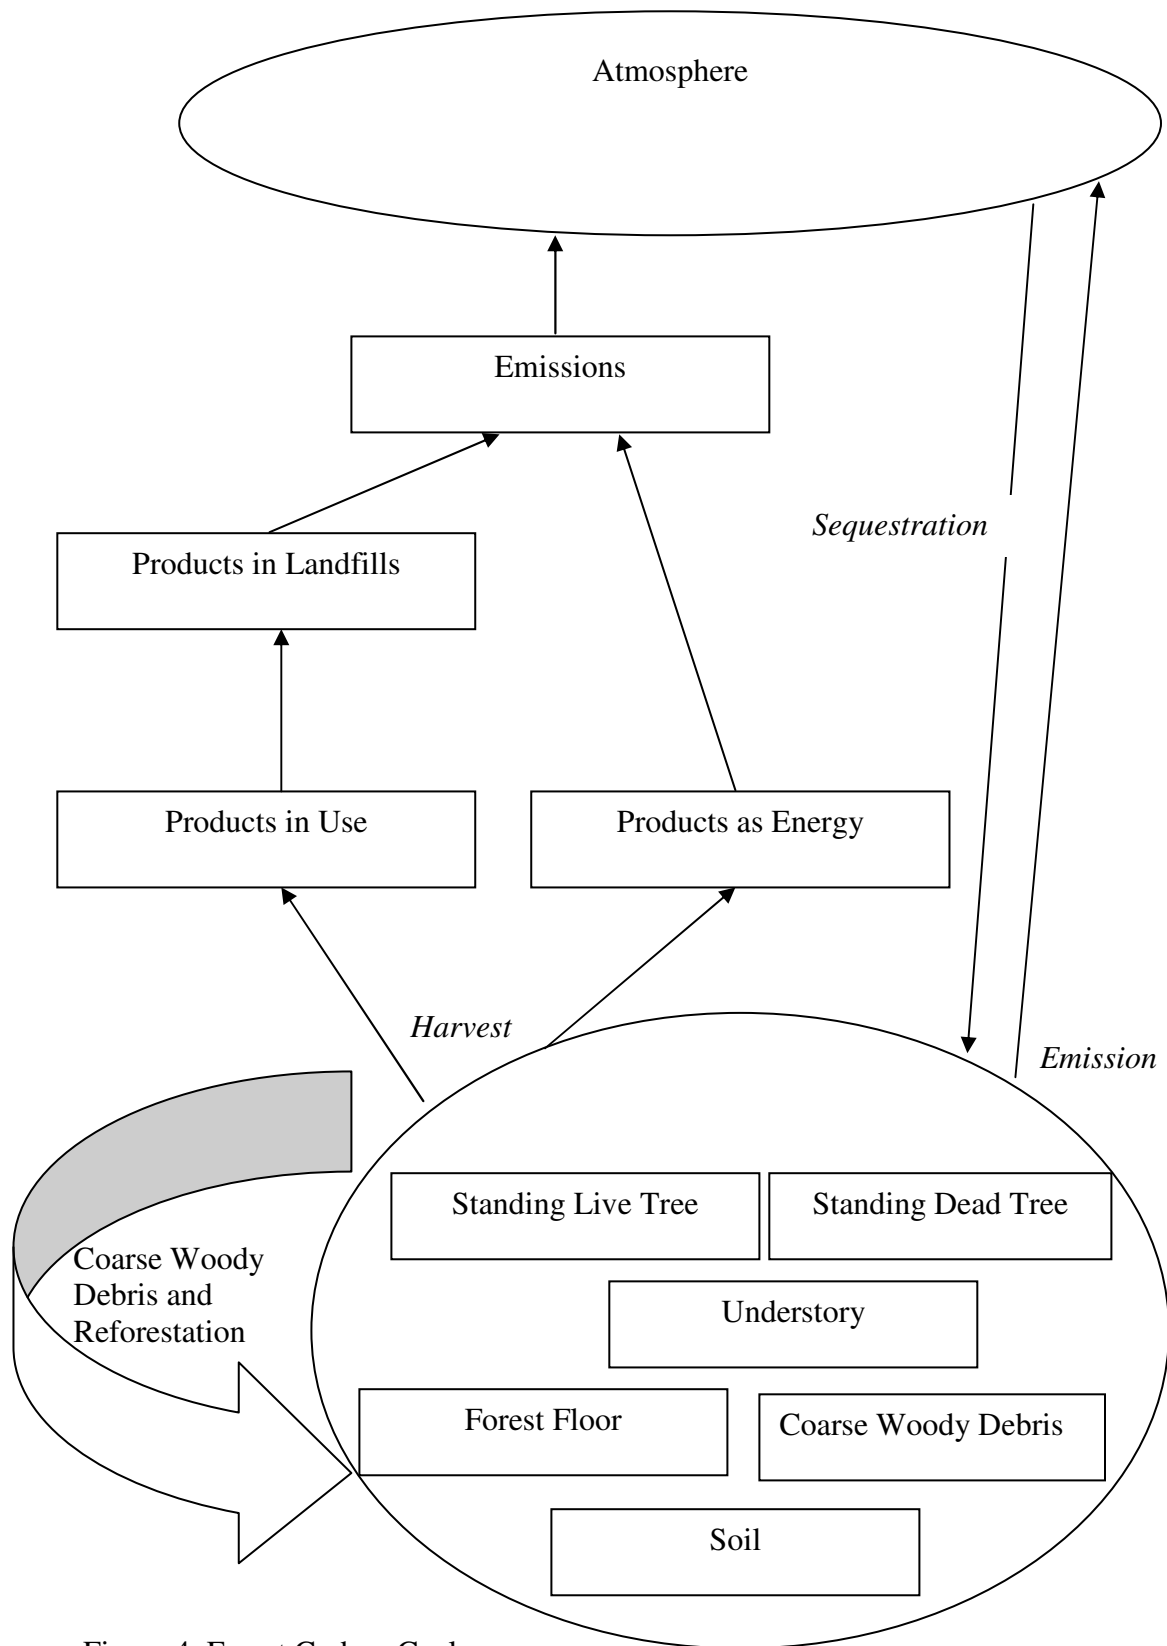 Atmosphere
Emissions
Sequestration
Products in Landfills
Products in Use
Products as Energy
Harvest
Emission
Standing Live Tree
Standing Dead Tree
Coarse Woody
Debris and
Reforestation
Understory
Forest Floor
Coarse Woody Debris
Soil